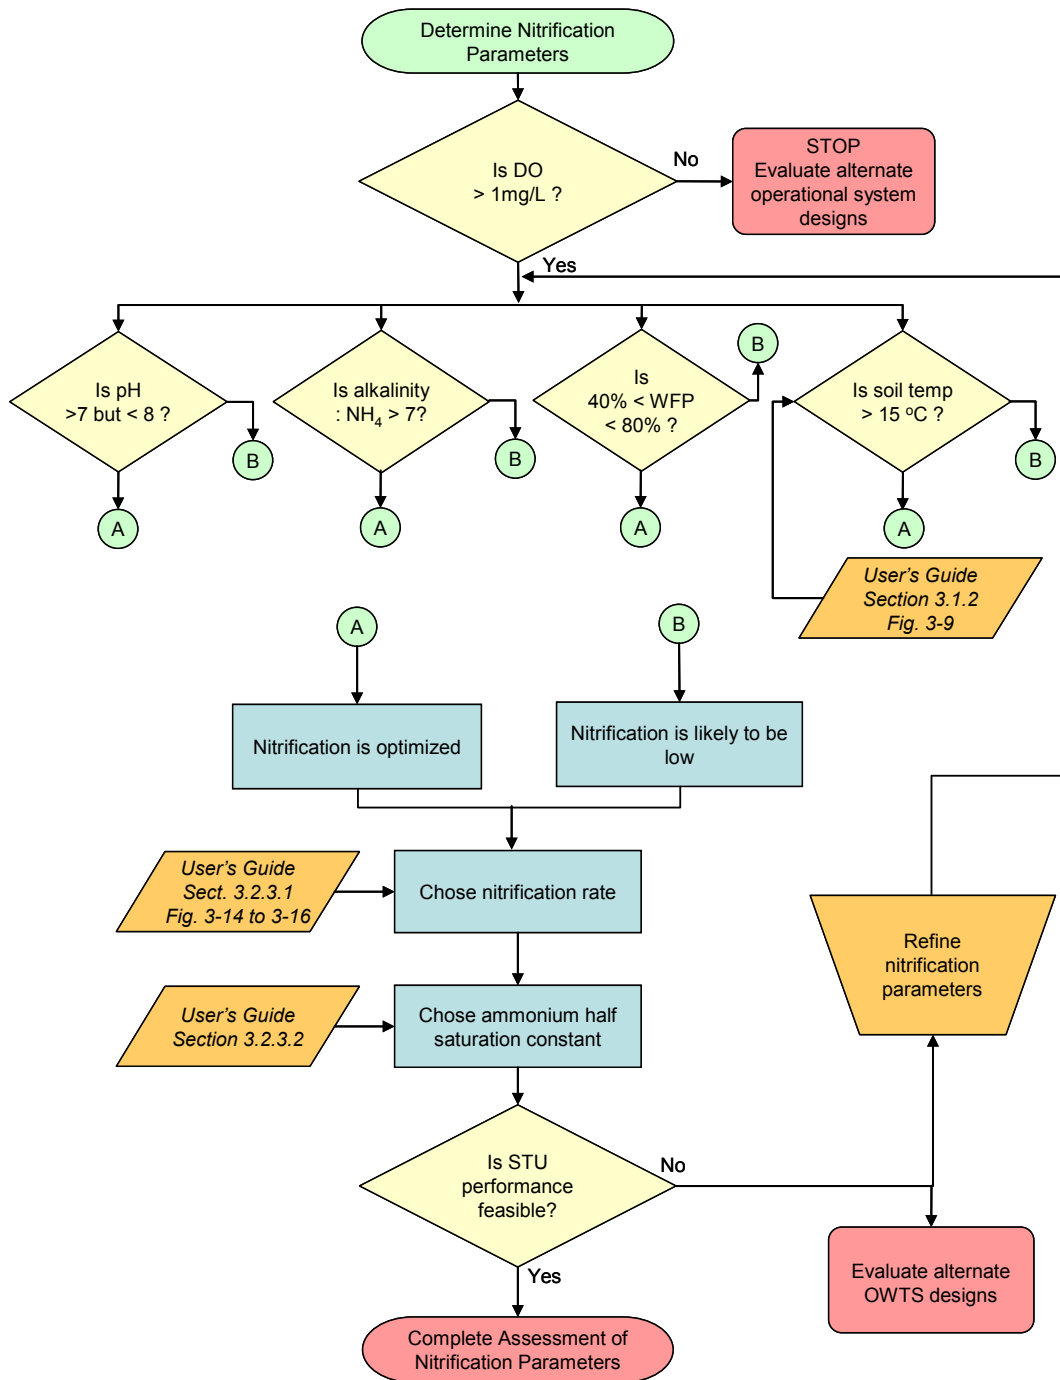 Determine Nitrification
Parameters
Is DO
> 1mg/L ?
No
STOP
Evaluate alternate
operational system
designs
Yes
Is pH
>7 but < 8 ?
B
A
Is alkalinity
: NH4 > 7?
B
A
Is
40% < WFP
< 80% ?
B
A
Is soil temp
> 15 ºC ?
B
A
User's Guide
Section 3.1.2
Fig. 3-9
A
B
Nitrification is optimized
Nitrification is likely to be
low
User's Guide
Sect. 3.2.3.1
Fig. 3-14 to 3-16
Chose nitrification rate
Refine
nitrification
parameters
User's Guide
Section 3.2.3.2
Chose ammonium half
saturation constant
Is STU
performance
feasible?
No
Yes
Evaluate alternate
OWTS designs
Complete Assessment of
Nitrification Parameters